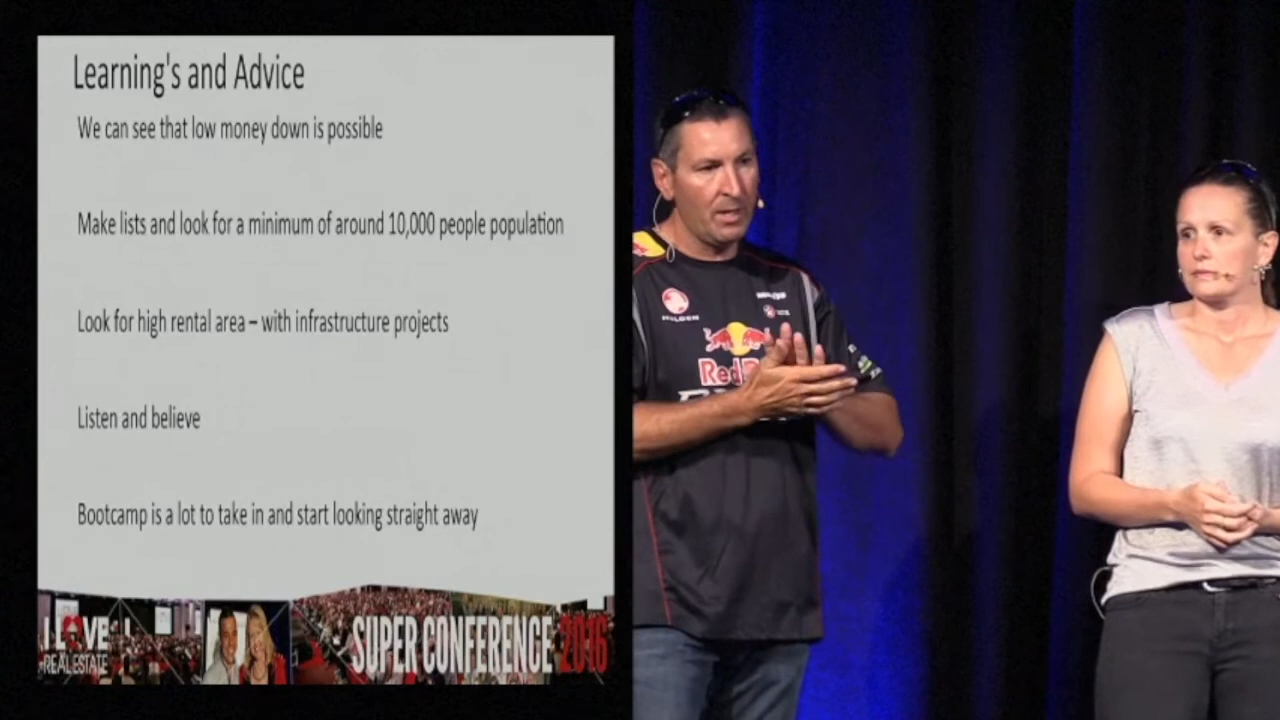 Learning's and Advice
We can see that low money down is possible
Make lists and look for a minimum of around 10,000 people population
Look for high rental area – with infrastructure projects
Listen and believe
Bootcamp is a lot to take in and start looking straight away
I LOVE
REAL ESTATE
SUPER CONFERENCE 2016
HOLDEN